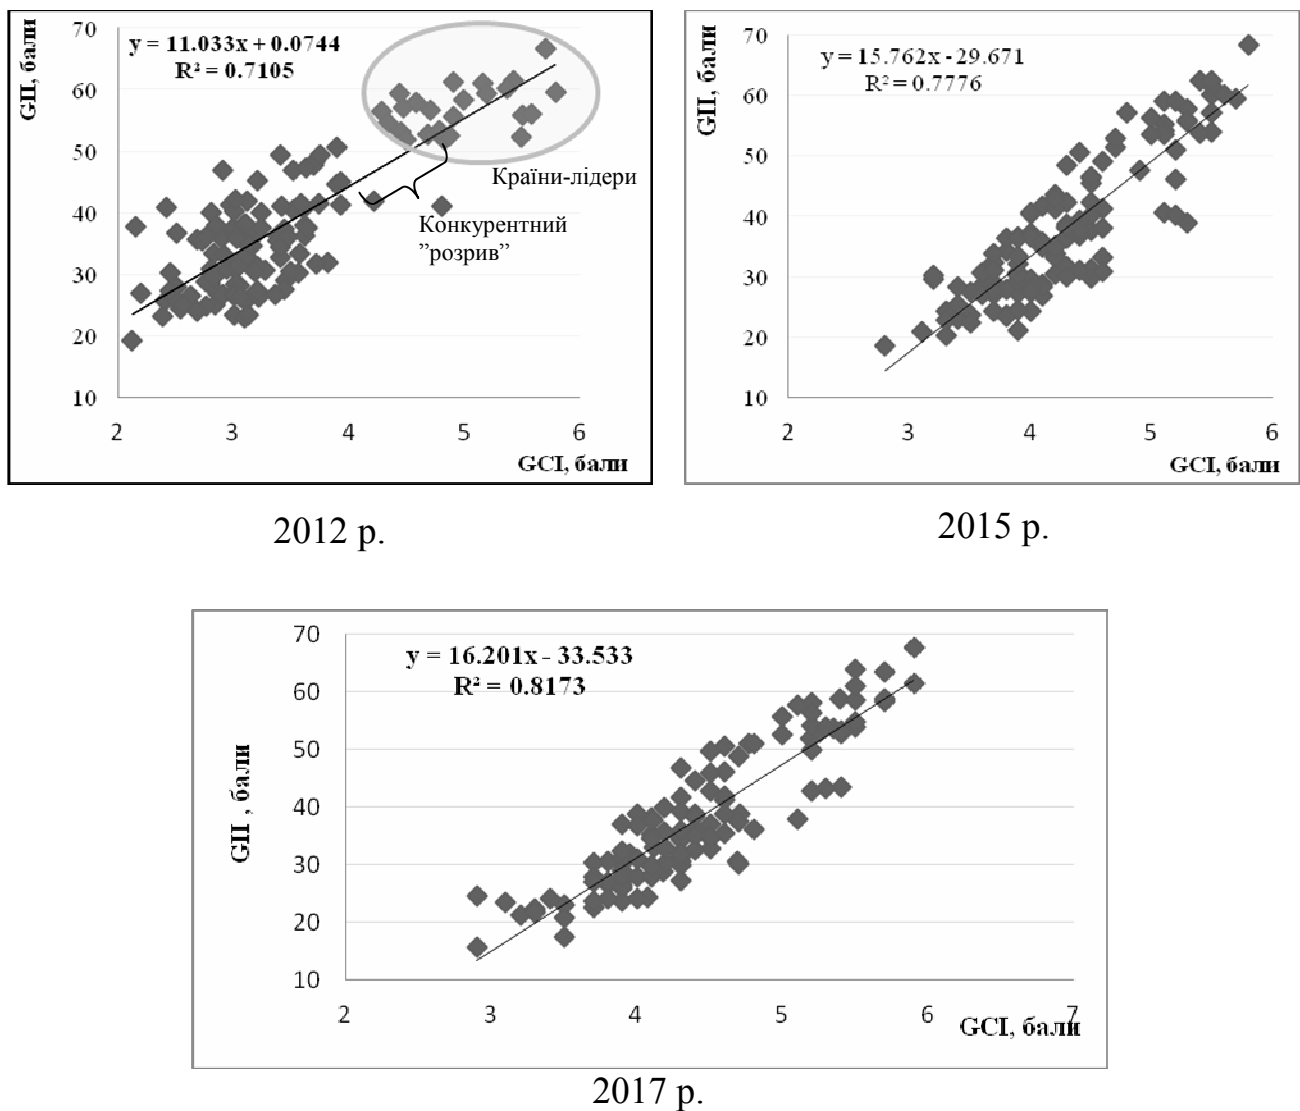 GII, бали
70
60
50
40
30
20
10
y = 11.033x + 0.0744
R² = 0.7105
Країни-лідери
Конкурентний
”розрив”
2 3 4 5 6
GCI, бали
2012 р.
GII, бали
70
60
50
40
30
20
10
y = 15.762x - 29.671
R² = 0.7776
2 3 4 5 6
GCI, бали
2015 р.
GII , бали
70
60
50
40
30
20
10
y = 16.201x - 33.533
R² = 0.8173
2 3 4 5 6 7
GCI, бали
2017 р.